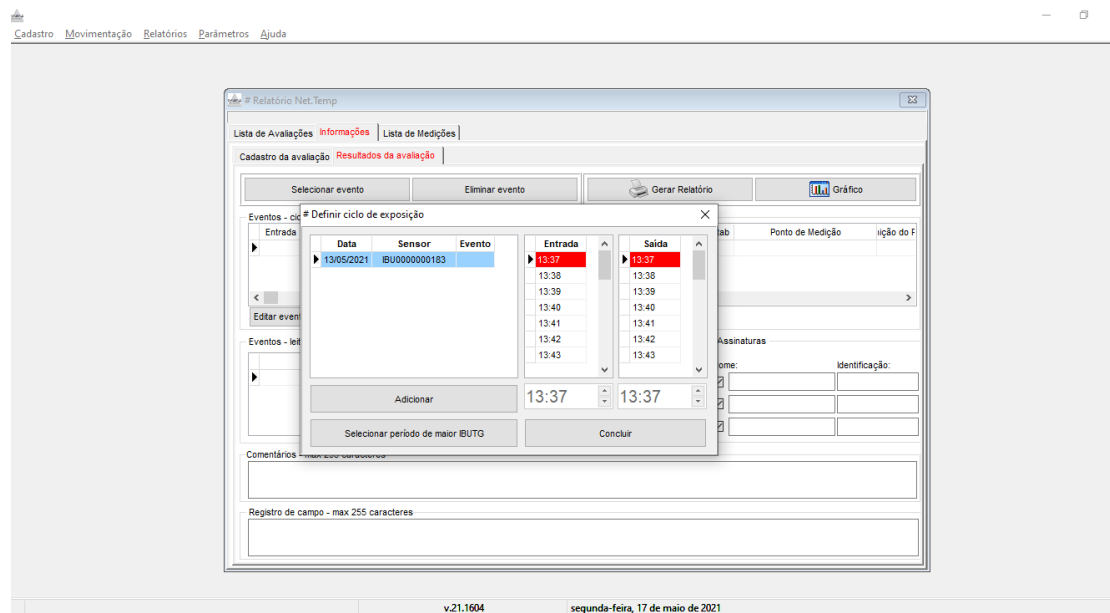 Cadastro Movimentação Relatórios Parâmetros Ajuda
# Relatório Net.Temp
Lista de Avaliações Informações Lista de Medições
Cadastro da avaliação Resultados da avaliação
Selecionar evento Eliminar evento Gerar Relatório Gráfico
Eventos - cic
Entrada tab Ponto de Medição ição do F
# Definir ciclo de exposição
Data Sensor Evento Entrada Saída
13/05/2021 IBU0000000183 13:37 13:37
13:38 13:38
13:39 13:39
13:40 13:40
13:41 13:41
13:42 13:42
13:43 13:43
Adicionar 13:37 13:37
Selecionar período de maior IBUTG Concluir
Editar even
Eventos - leit Assinaturas
ome: Identificação:
Comentários - max 255 caracteres
Registro de campo - max 255 caracteres
v.21.1604 segunda-feira, 17 de maio de 2021